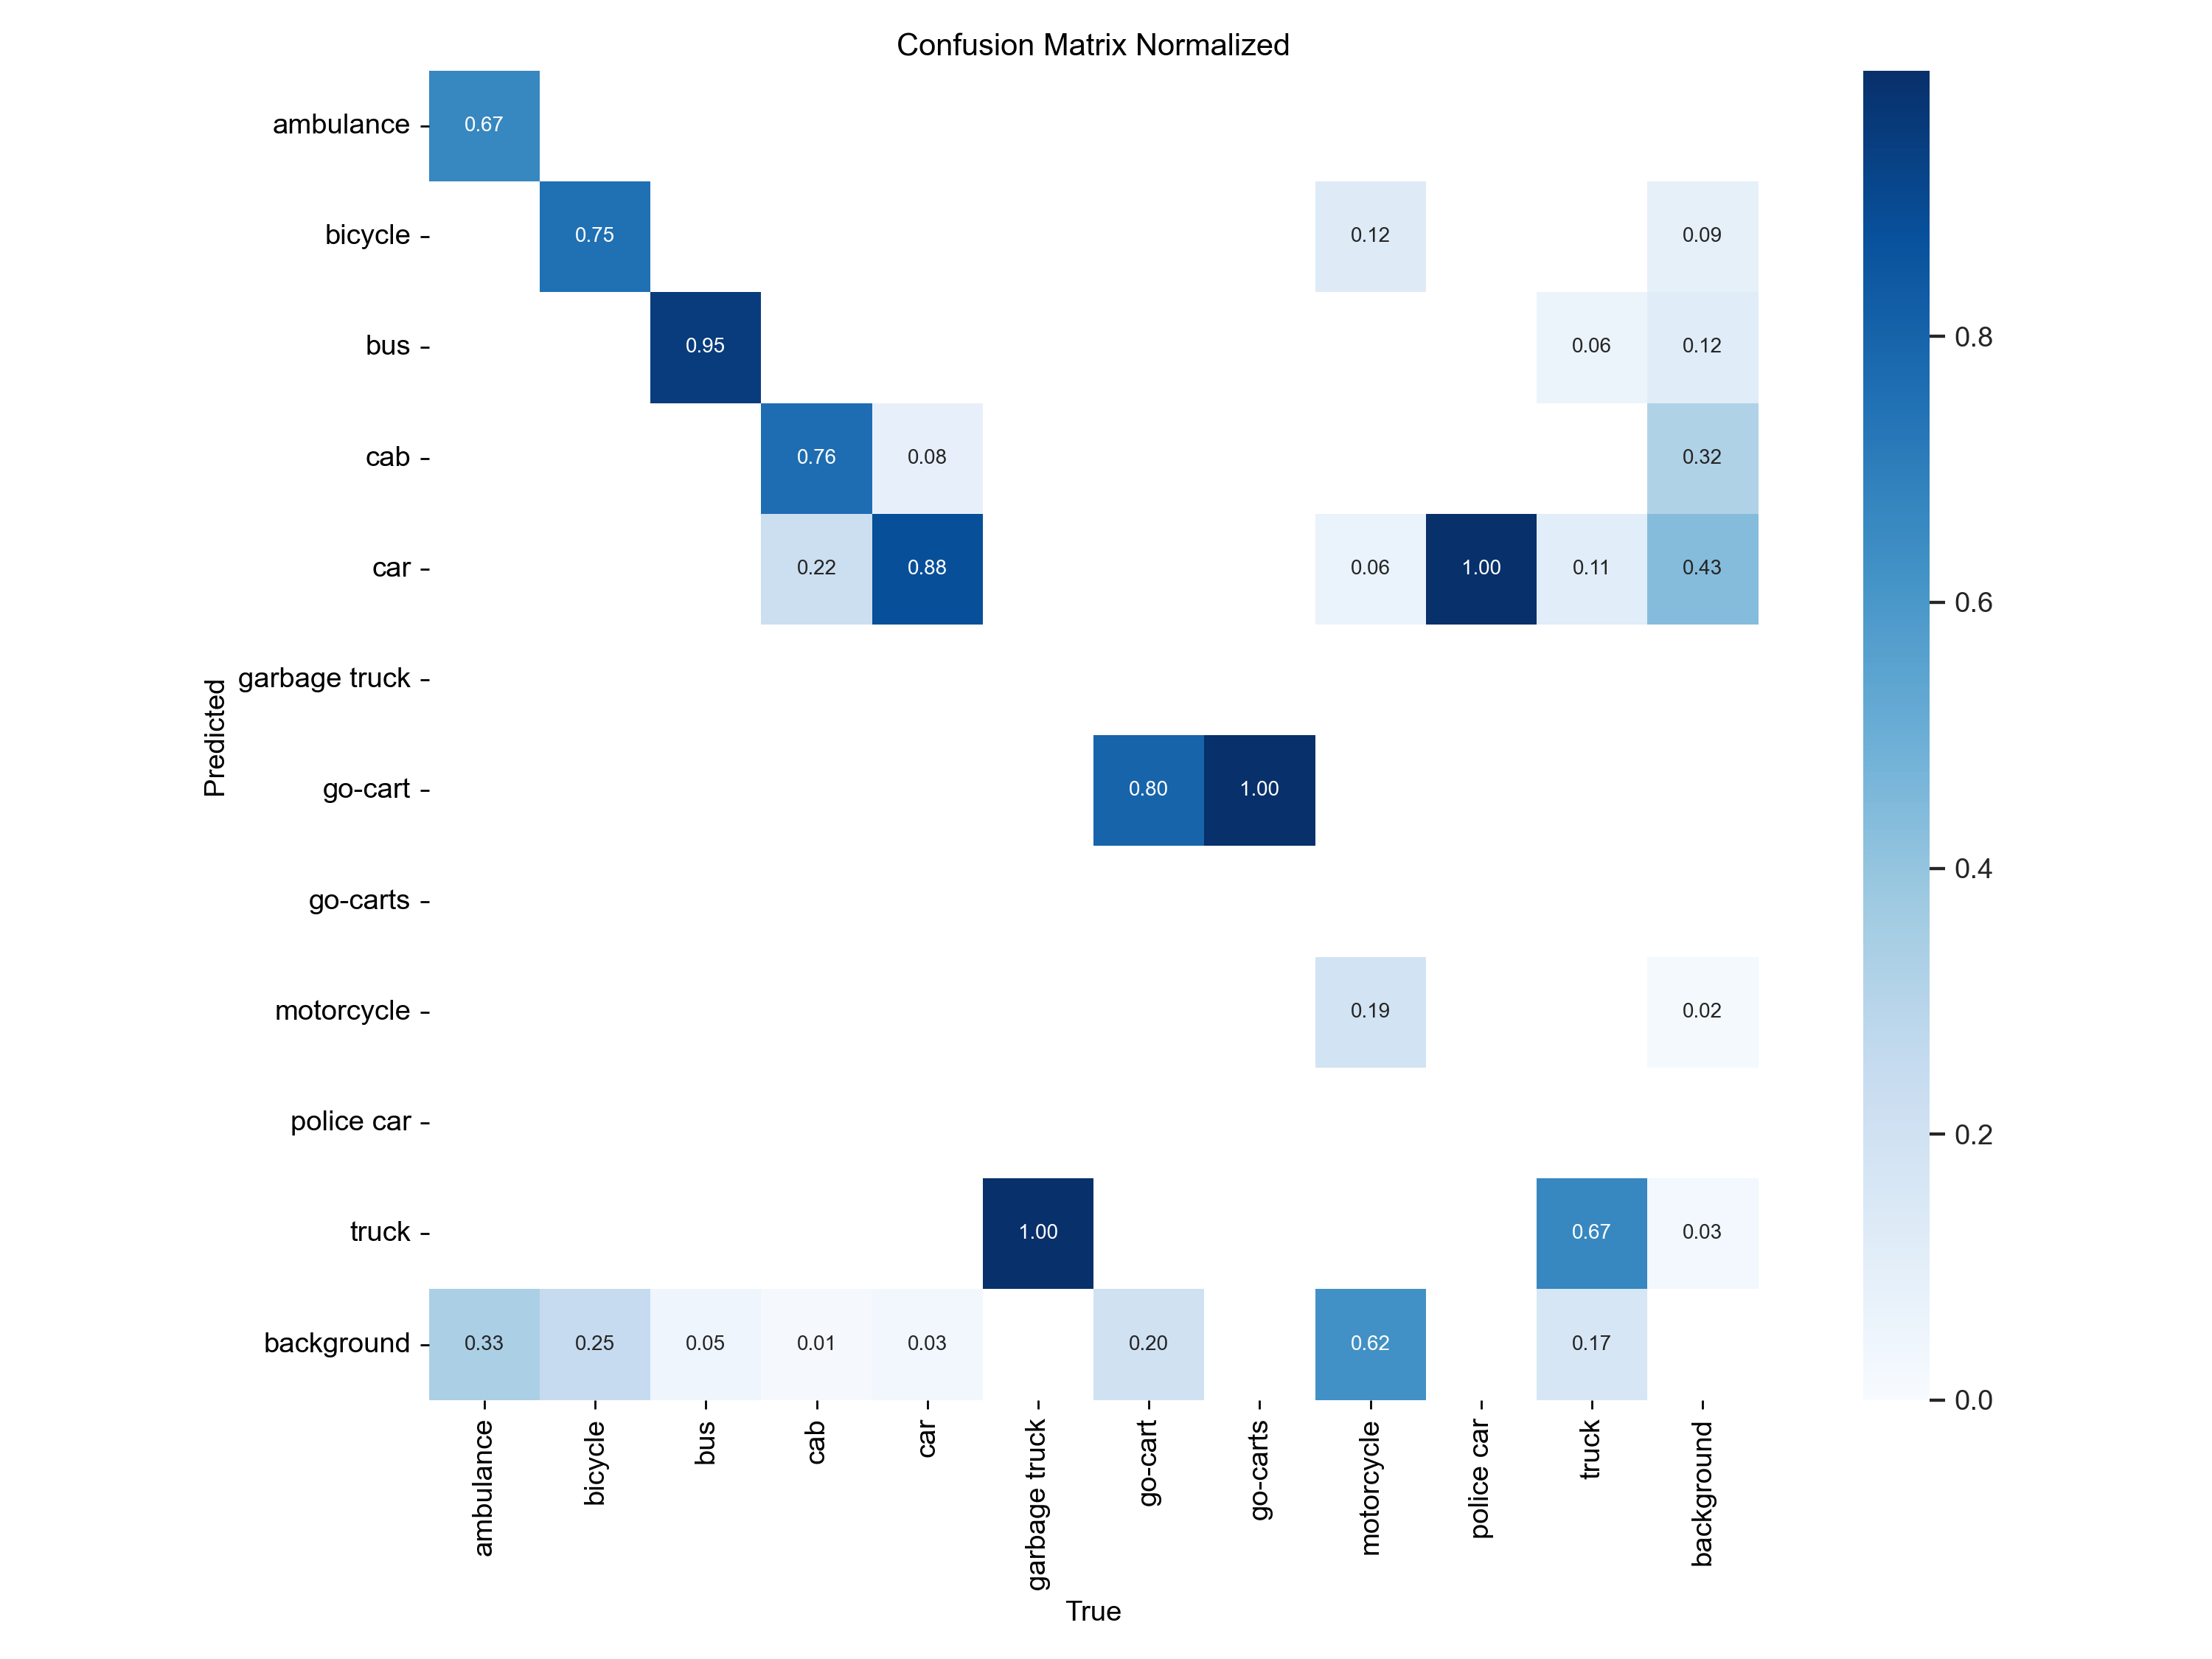 Confusion Matrix Normalized
ambulance
0.67
bicycle
0.75
0.12
0.09
bus
0.95
0.06
0.12
0.8
cab
0.76
0.08
0.32
car
0.22
0.88
0.06
1.00
0.11
0.43
0.6
garbage truck
Predicted
go-cart
0.80
1.00
0.4
go-carts
motorcycle
0.19
0.02
police car
0.2
truck
1.00
0.67
0.03
background
0.33
0.25
0.05
0.01
0.03
0.20
0.62
0.17
0.0
ambulance
bicycle
bus
cab
car
garbage truck
go-cart
go-carts
motorcycle
police car
truck
background
True